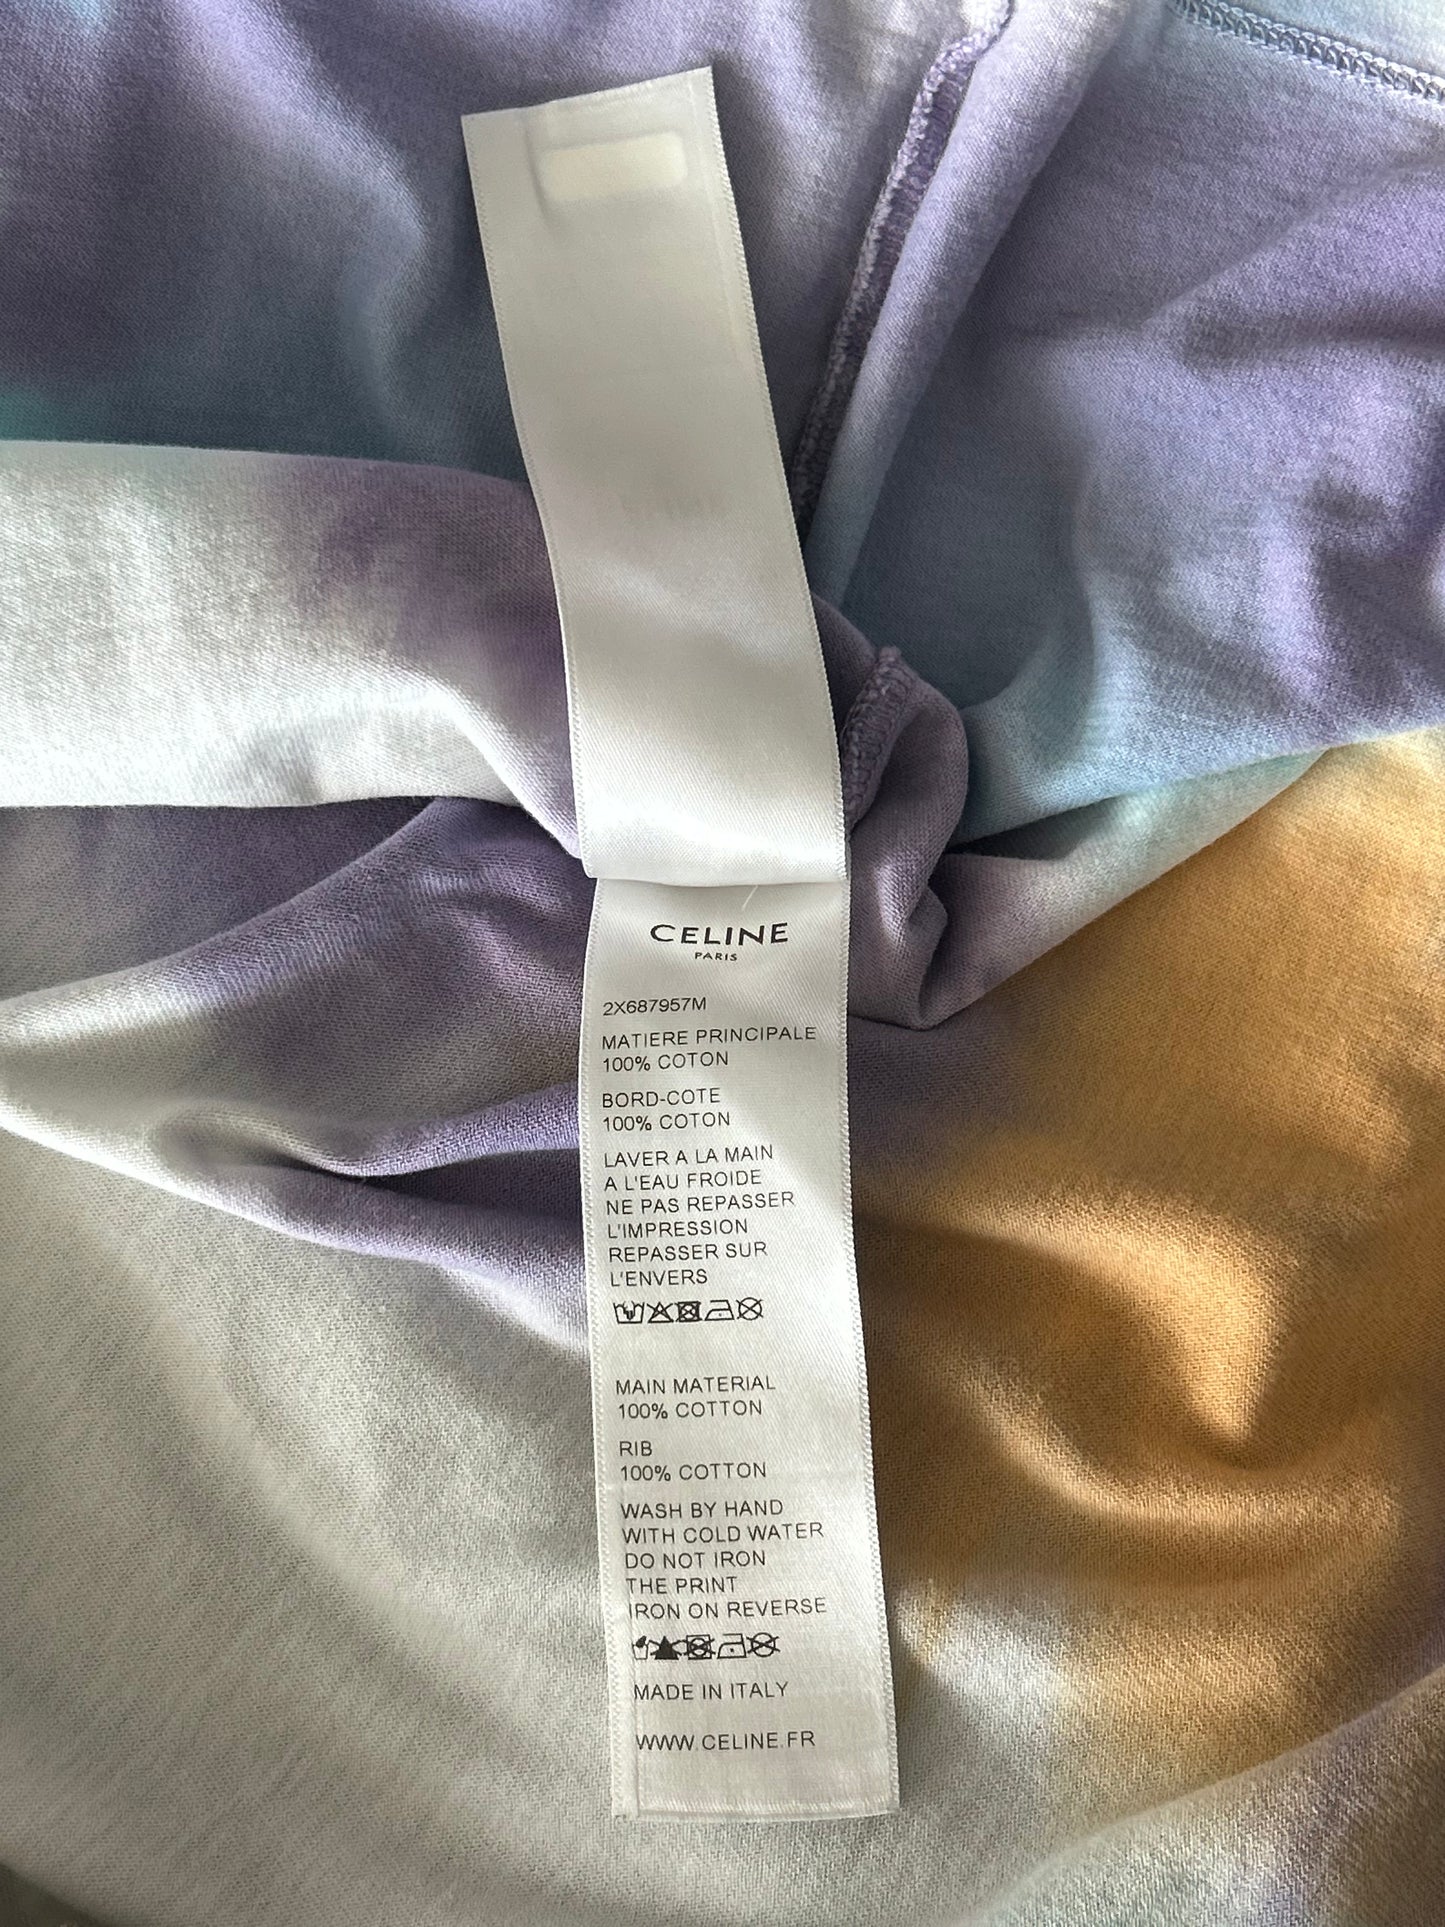 CELINE
PARIS
2X687957M
MATIERE PRINCIPALE
100% COTON
BORD-COTE
100% COTON
LAVER A LA MAIN
A L'EAU FROIDE
NE PAS REPASSER
L'IMPRESSION
REPASSER SUR
L'ENVERS
MAIN MATERIAL
100% COTTON
RIB
100% COTTON
WASH BY HAND
WITH COLD WATER
DO NOT IRON
THE PRINT
IRON ON REVERSE
MADE IN ITALY
WWW.CELINE.FR